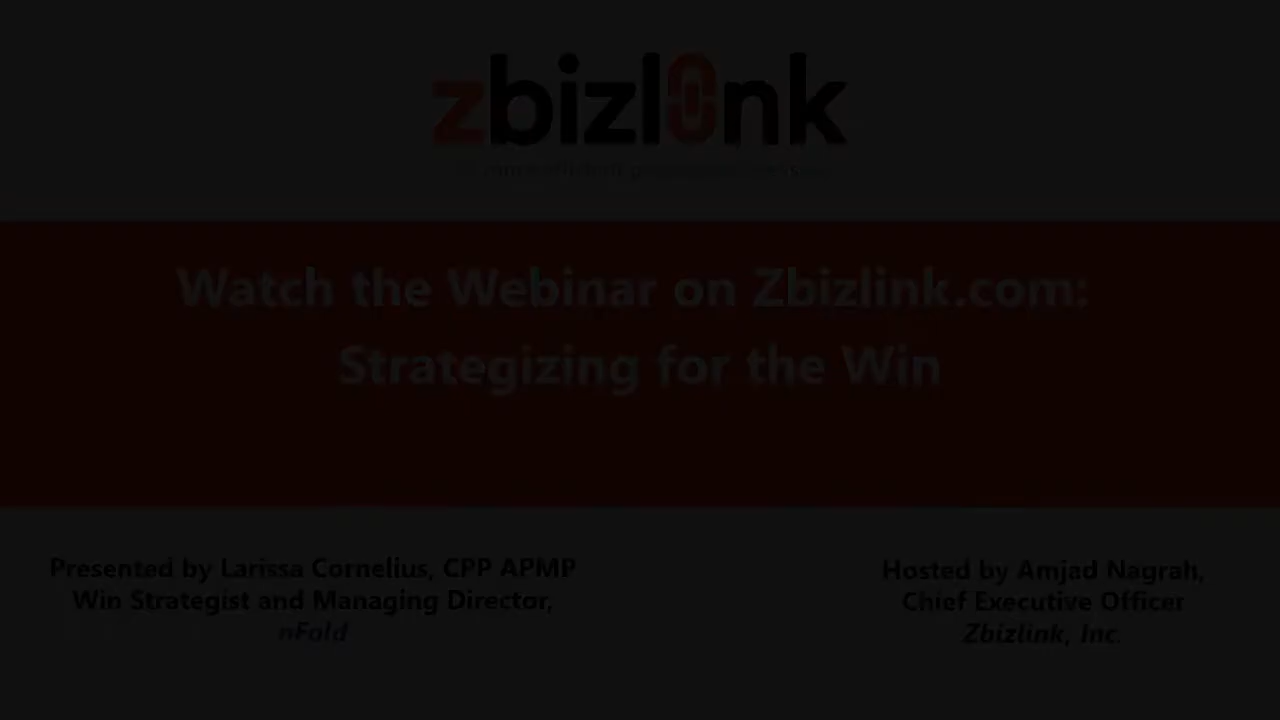 zbizlink
Watch the Webinar on Zbizlink.com:
Strategizing for the Win
Presented by Larissa Cornelius, CPP APMP
Win Strategist and Managing Director,
nFold
Hosted by Amjad Nagrah,
Chief Executive Officer
Zbizlink, Inc.